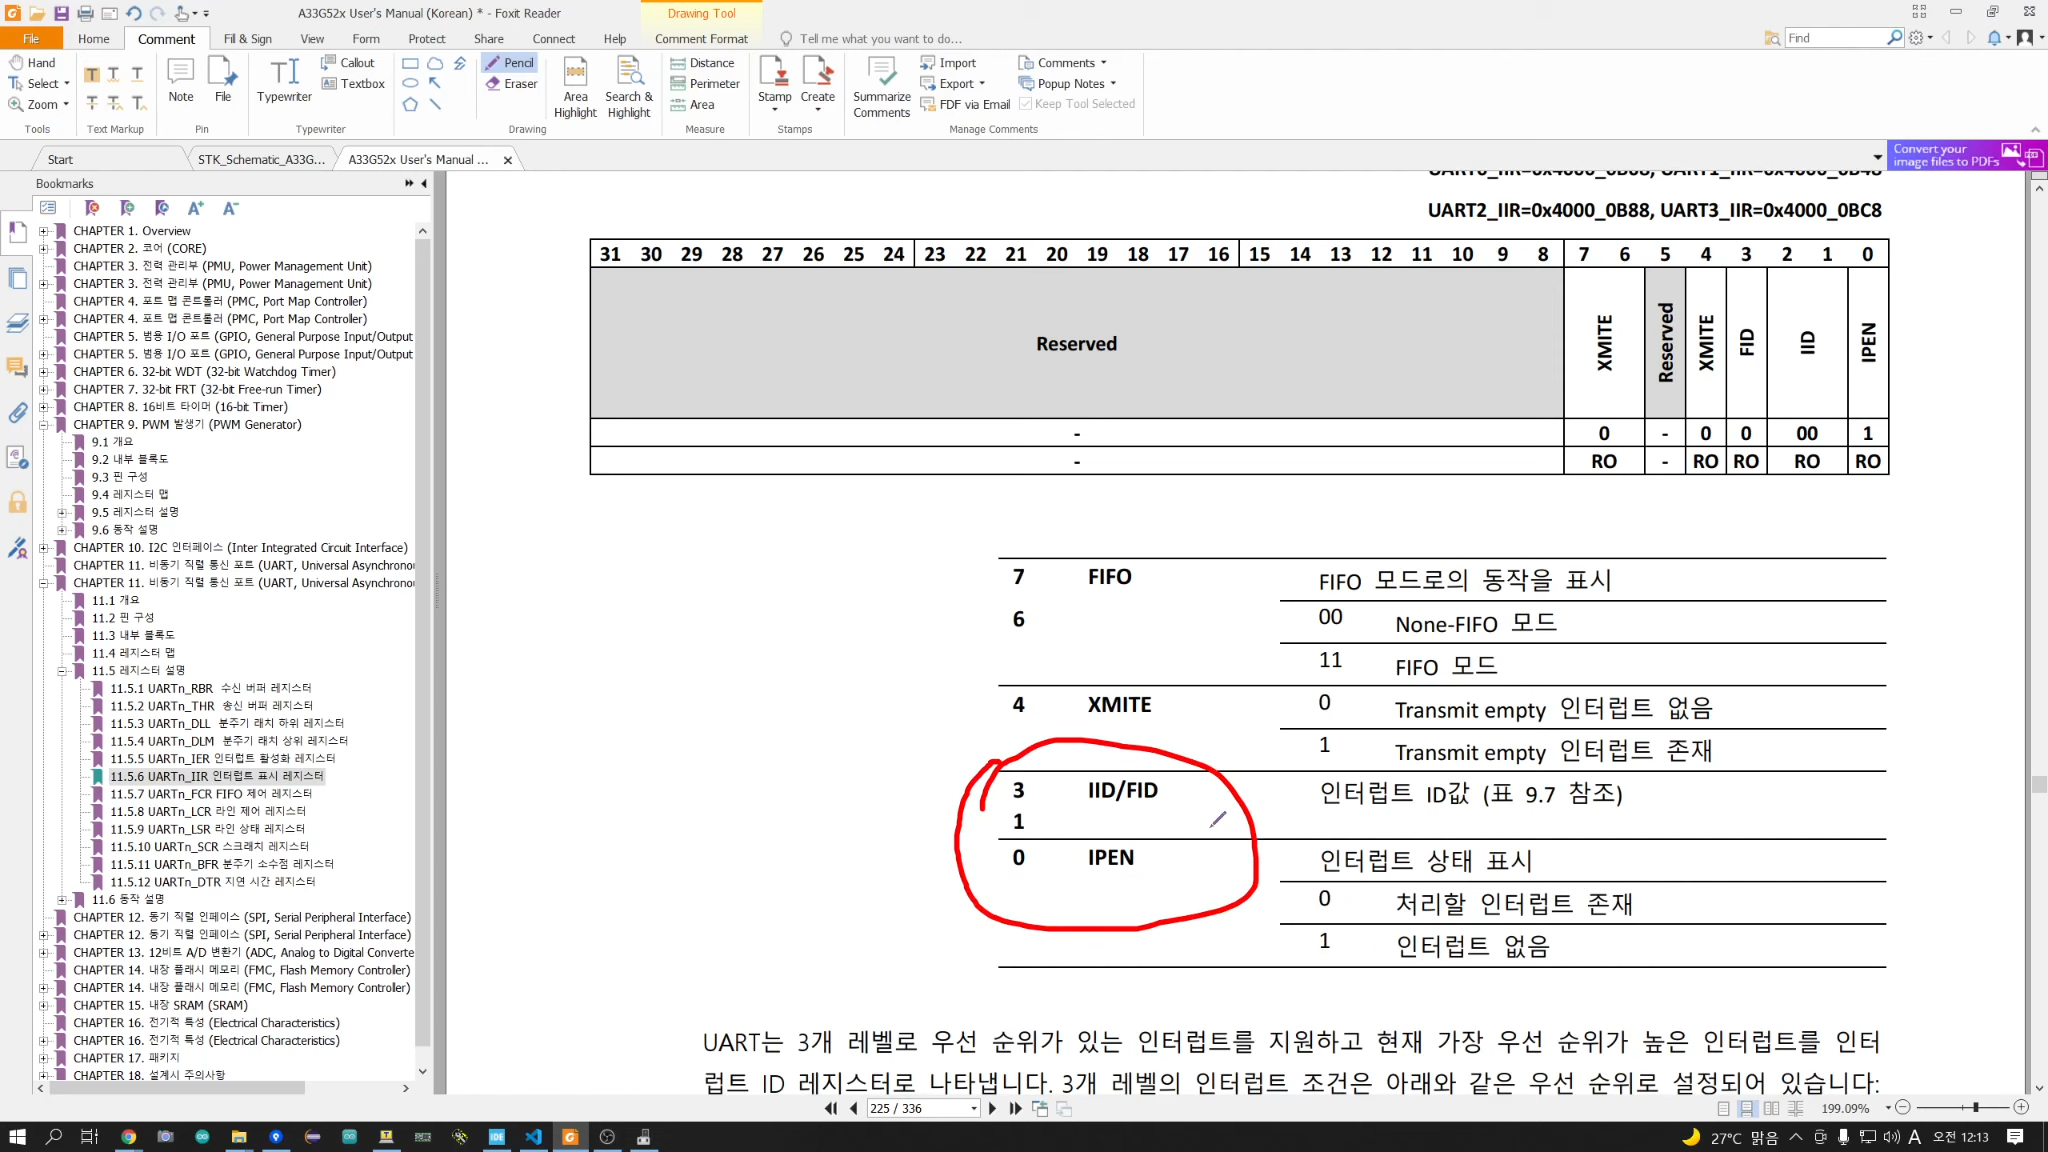 A33G52x User's Manual (Korean) * - Foxit Reader
Drawing Tool
File
Home
Comment
Fill & Sign
View
Form
Protect
Share
Connect
Help
Comment Format
Tell me what you want to do...
Find
Hand
Select
Zoom
Tools
Text Markup
Note
File
Pin
Typewriter
Callout
Textbox
Typewriter
Pencil
Eraser
Area Highlight
Search & Highlight
Drawing
Distance
Perimeter
Area
Measure
Stamp
Create
Stamps
Summarize Comments
Import
Export
FDF via Email
Comments
Popup Notes
Keep Tool Selected
Manage Comments
Start
STK_Schematic_A33G...
A33G52x User's Manual ...
Convert your
image files to PDFs
Bookmarks
CHAPTER 1. Overview
CHAPTER 2. 코어 (CORE)
CHAPTER 3. 전력 관리부 (PMU, Power Management Unit)
CHAPTER 3. 전력 관리부 (PMU, Power Management Unit)
CHAPTER 4. 포트 맵 콘트롤러 (PMC, Port Map Controller)
CHAPTER 4. 포트 맵 콘트롤러 (PMC, Port Map Controller)
CHAPTER 5. 범용 I/O 포트 (GPIO, General Purpose Input/Output
CHAPTER 5. 범용 I/O 포트 (GPIO, General Purpose Input/Output
CHAPTER 6. 32-bit WDT (32-bit Watchdog Timer)
CHAPTER 7. 32-bit FRT (32-bit Free-run Timer)
CHAPTER 8. 16비트 타이머 (16-bit Timer)
CHAPTER 9. PWM 발생기 (PWM Generator)
9.1 개요
9.2 내부 블록도
9.3 핀 구성
9.4 레지스터 맵
9.5 레지스터 설명
9.6 동작 설명
CHAPTER 10. I2C 인터페이스 (Inter Integrated Circuit Interface)
CHAPTER 11. 비동기 직렬 통신 포트 (UART, Universal Asynchrono
CHAPTER 11. 비동기 직렬 통신 포트 (UART, Universal Asynchrono
11.1 개요
11.2 핀 구성
11.3 내부 블록도
11.4 레지스터 맵
11.5 레지스터 설명
11.5.1 UARTn_RBR 수신 버퍼 레지스터
11.5.2 UARTn_THR 송신 버퍼 레지스터
11.5.3 UARTn_DLL 분주기 래치 하위 레지스터
11.5.4 UARTn_DLM 분주기 래치 상위 레지스터
11.5.5 UARTn_IER 인터럽트 활성화 레지스터
11.5.6 UARTn_IIR 인터럽트 표시 레지스터
11.5.7 UARTn_FCR FIFO 제어 레지스터
11.5.8 UARTn_LCR 라인 제어 레지스터
11.5.9 UARTn_LSR 라인 상태 레지스터
11.5.10 UARTn_SCR 스크래치 레지스터
11.5.11 UARTn_BFR 분주기 소수점 레지스터
11.5.12 UARTn_DTR 지연 시간 레지스터
11.6 동작 설명
CHAPTER 12. 동기 직렬 인터페이스 (SPI, Serial Peripheral Interface)
CHAPTER 12. 동기 직렬 인터페이스 (SPI, Serial Peripheral Interface)
CHAPTER 13. 12비트 A/D 변환기 (ADC, Analog to Digital Converte
CHAPTER 14. 내장 플래시 메모리 (FMC, Flash Memory Controller)
CHAPTER 14. 내장 플래시 메모리 (FMC, Flash Memory Controller)
CHAPTER 15. 내장 SRAM (SRAM)
CHAPTER 16. 전기적 특성 (Electrical Characteristics)
CHAPTER 16. 전기적 특성 (Electrical Characteristics)
CHAPTER 17. 패키지
CHAPTER 18. 설계시 주의사항
UART0_IIR=0x4000_0B08, UART1_IIR=0x4000_0B48
UART2_IIR=0x4000_0B88, UART3_IIR=0x4000_0BC8
31 30 29 28 27 26 25 24 23 22 21 20 19 18 17 16 15 14 13 12 11 10 9 8 7 6 5 4 3 2 1 0
Reserved XMITE Reserved XMITE FID IID IPEN
- 0 - 0 0 00 1
- RO - RO RO RO RO
7 FIFO FIFO 모드로의 동작을 표시
6 00 None-FIFO 모드
11 FIFO 모드
4 XMITE 0 Transmit empty 인터럽트 없음
1 Transmit empty 인터럽트 존재
3 IID/FID 인터럽트 ID값 (표 9.7 참조)
1
0 IPEN 인터럽트 상태 표시
0 처리할 인터럽트 존재
1 인터럽트 없음
UART는 3개 레벨로 우선 순위가 있는 인터럽트를 지원하고 현재 가장 우선 순위가 높은 인터럽트를 인터
럽트 ID 레지스터로 나타냅니다. 3개 레벨의 인터럽트 조건은 아래와 같은 우선 순위로 설정되어 있습니다:
225 / 336
199.09%
27°C 맑음
A
오전 12:13